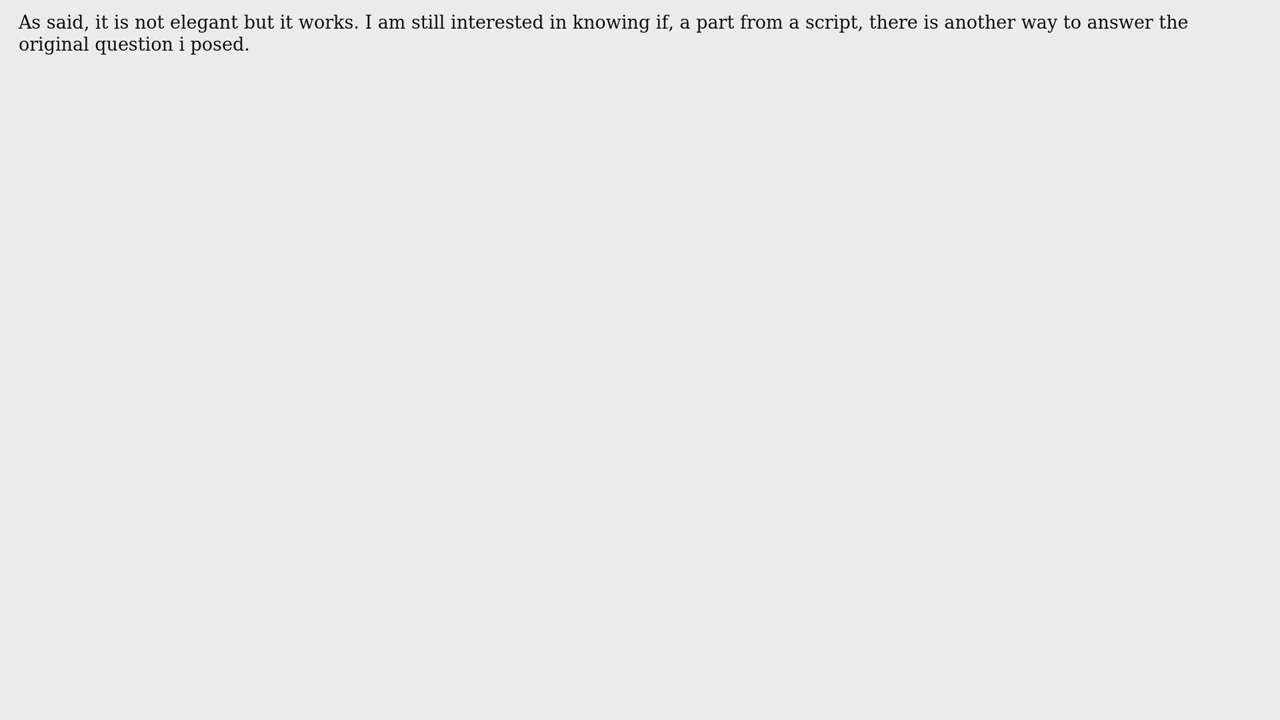 As said, it is not elegant but it works. I am still interested in knowing if, a part from a script, there is another way to answer the
original question i posed.